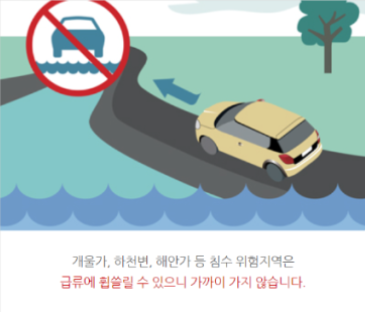 개울가, 하천변, 해안가 등 침수 위험지역은
급류에 휩쓸릴 수 있으니 가까이 가지 않습니다.